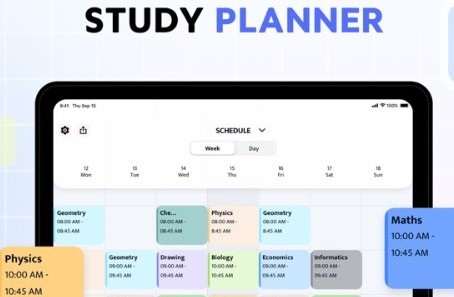 STUDY PLANNER
9:41 Thu Sep 15
100%
SCHEDULE
Week Day
12 13 14 15 16 17 18
Mon Tue Wed Thu Fri Sat Sun
Geometry Che... Physics Geometry
08:00 AM - 08:00 AM - 08:00 AM - 08:00 AM -
08:45 AM 08:45 AM 08:45 AM 08:45 AM
Maths
10:00 AM -
10:45 AM
Geometry Drawing Biology Economics Informatics
09:00 AM - 09:00 AM - 09:00 AM - 09:00 AM - 09:00 AM -
09:45 AM 09:45 AM 10:45 AM 09:45 AM 09:45 AM
Physics
10:00 AM -
10:45 AM